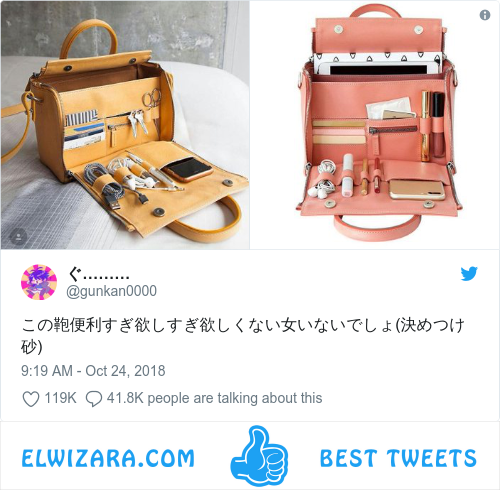 ぐ………
@gunkan0000
この鞄便利すぎ欲しすぎ欲しくない女いないでしょ(決めつけ
砂)
9:19 AM - Oct 24, 2018
119K 41.8K people are talking about this
ELWIZARA.COM BEST TWEETS